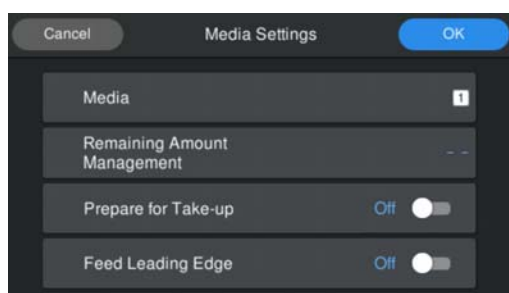 Cancel Media Settings OK
Media 1
Remaining Amount
Management - -
Prepare for Take-up Off
Feed Leading Edge Off